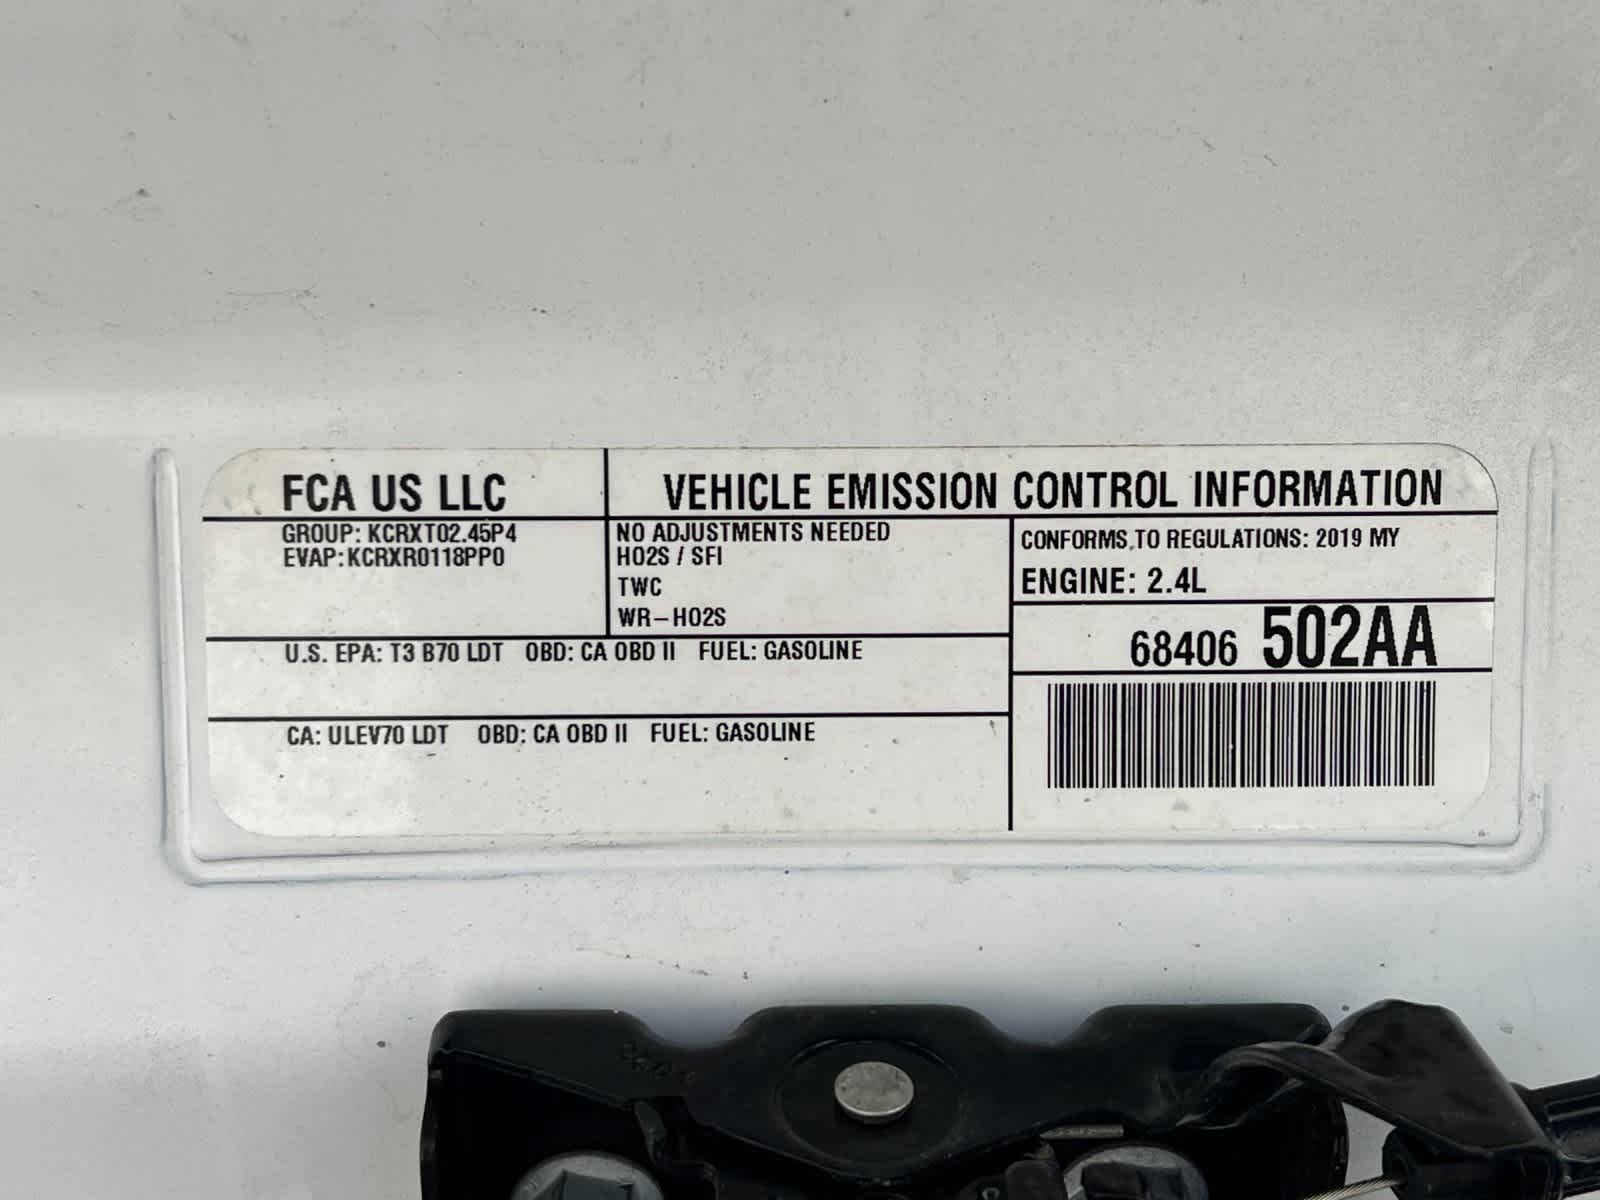 FCA US LLC
VEHICLE EMISSION CONTROL INFORMATION
GROUP: KCRXT02.45P4
EVAP: KCRXR0118PP0
NO ADJUSTMENTS NEEDED
HO2S / SFI
TWC
WR-HO2S
CONFORMS TO REGULATIONS: 2019 MY
ENGINE: 2.4L
68406 502AA
U.S. EPA: T3 B70 LDT OBD: CA OBD II FUEL: GASOLINE
CA: ULEV70 LDT OBD: CA OBD II FUEL: GASOLINE